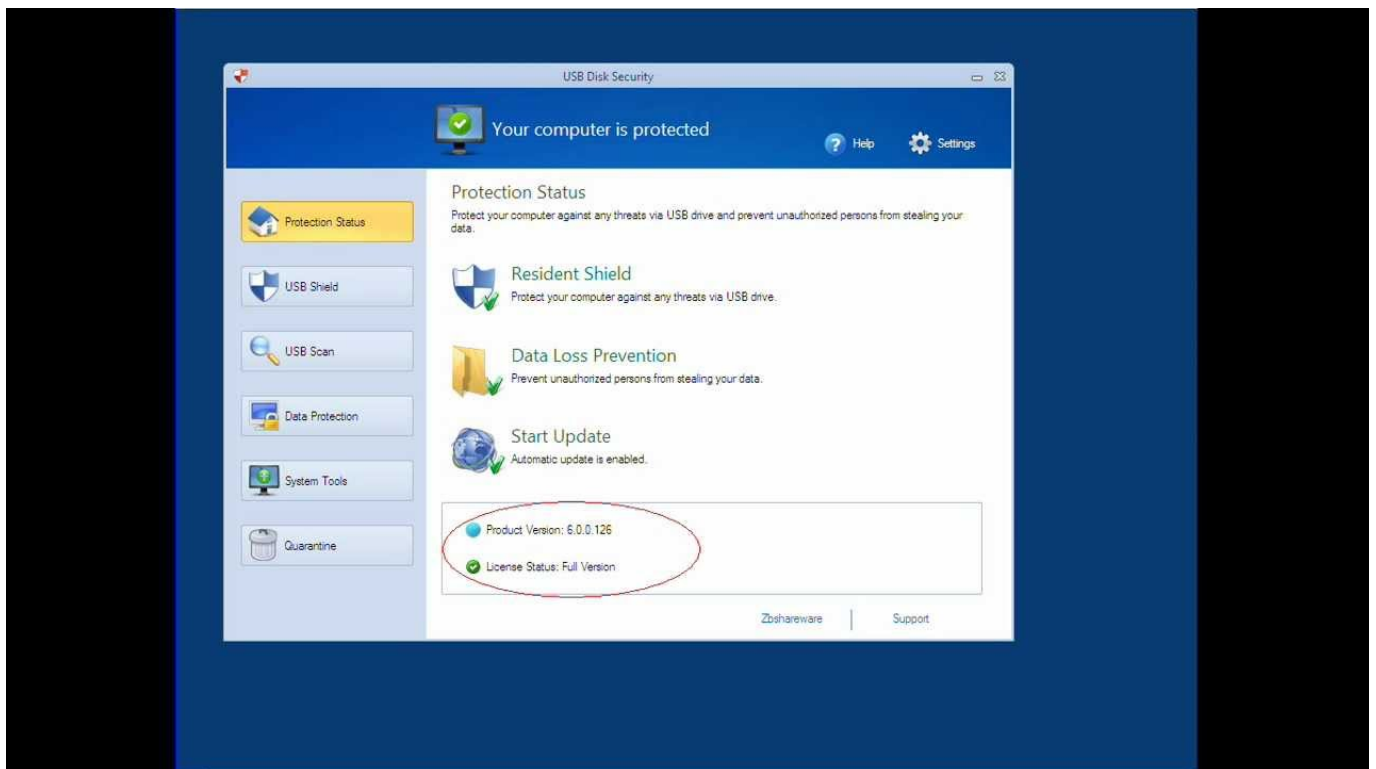 USB Disk Security
Your computer is protected
Help
Settings
Protection Status
USB Shield
USB Scan
Data Protection
System Tools
Quarantine
Protection Status
Protect your computer against any threats via USB drive and prevent unauthorized persons from stealing your
data.
Resident Shield
Protect your computer against any threats via USB drive.
Data Loss Prevention
Prevent unauthorized persons from stealing your data.
Start Update
Automatic update is enabled.
Product Version: 6.0.0.126
License Status: Full Version
Zbshareware
Support